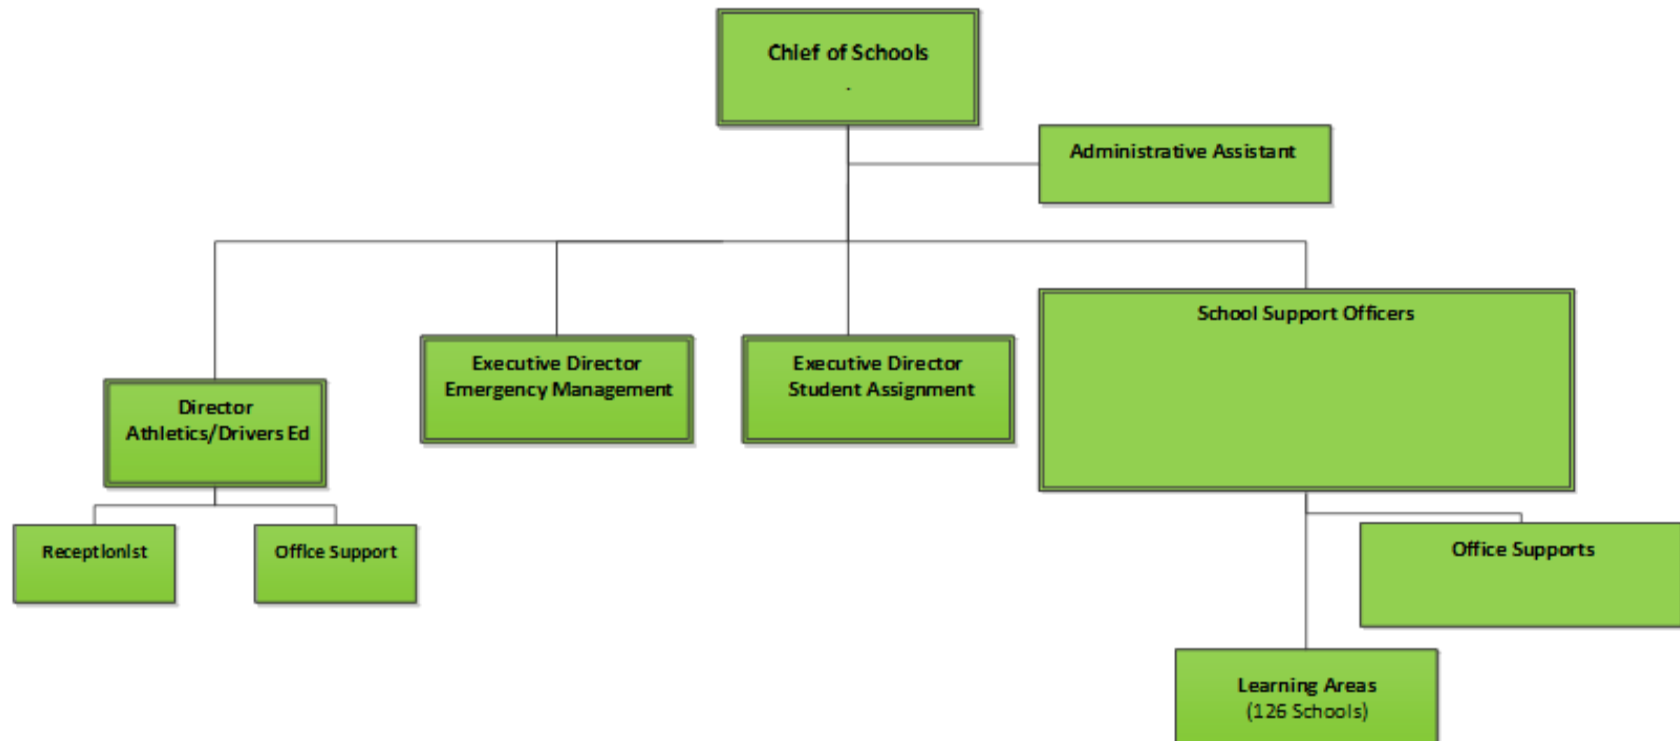 Chief of Schools
.
Administrative Assistant
School Support Officers
Executive Director
Emergency Management
Executive Director
Student Assignment
Director
Athletics/Drivers Ed
Receptionist
Office Support
Office Supports
Learning Areas
(126 Schools)